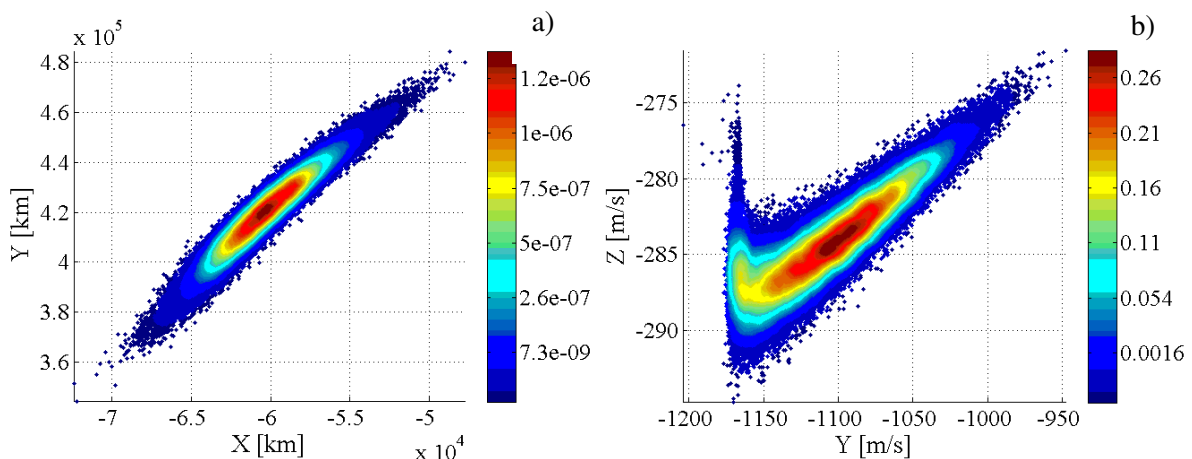 x 10^5
a)
4.8
4.6
4.4
4.2
4
3.8
3.6
Y [km]
-7 -6.5 -6 -5.5 -5
X [km]
x 10^4
1.2e-06
1e-06
7.5e-07
5e-07
2.6e-07
7.3e-09
b)
-275
-280
-285
-290
Z [m/s]
-1200 -1150 -1100 -1050 -1000 -950
Y [m/s]
0.26
0.21
0.16
0.11
0.054
0.0016